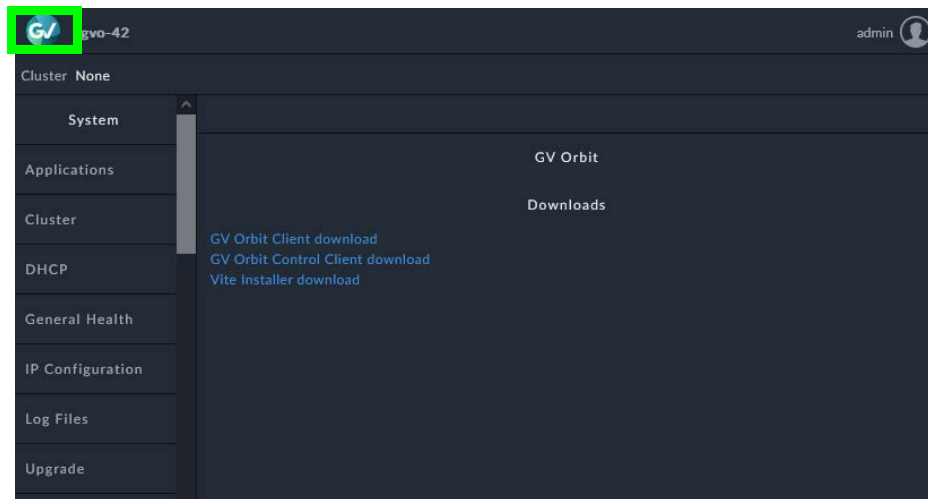 GV gvo-42
admin
Cluster None
System
Applications
Cluster
DHCP
General Health
IP Configuration
Log Files
Upgrade
GV Orbit
Downloads
GV Orbit Client download
GV Orbit Control Client download
Vite Installer download